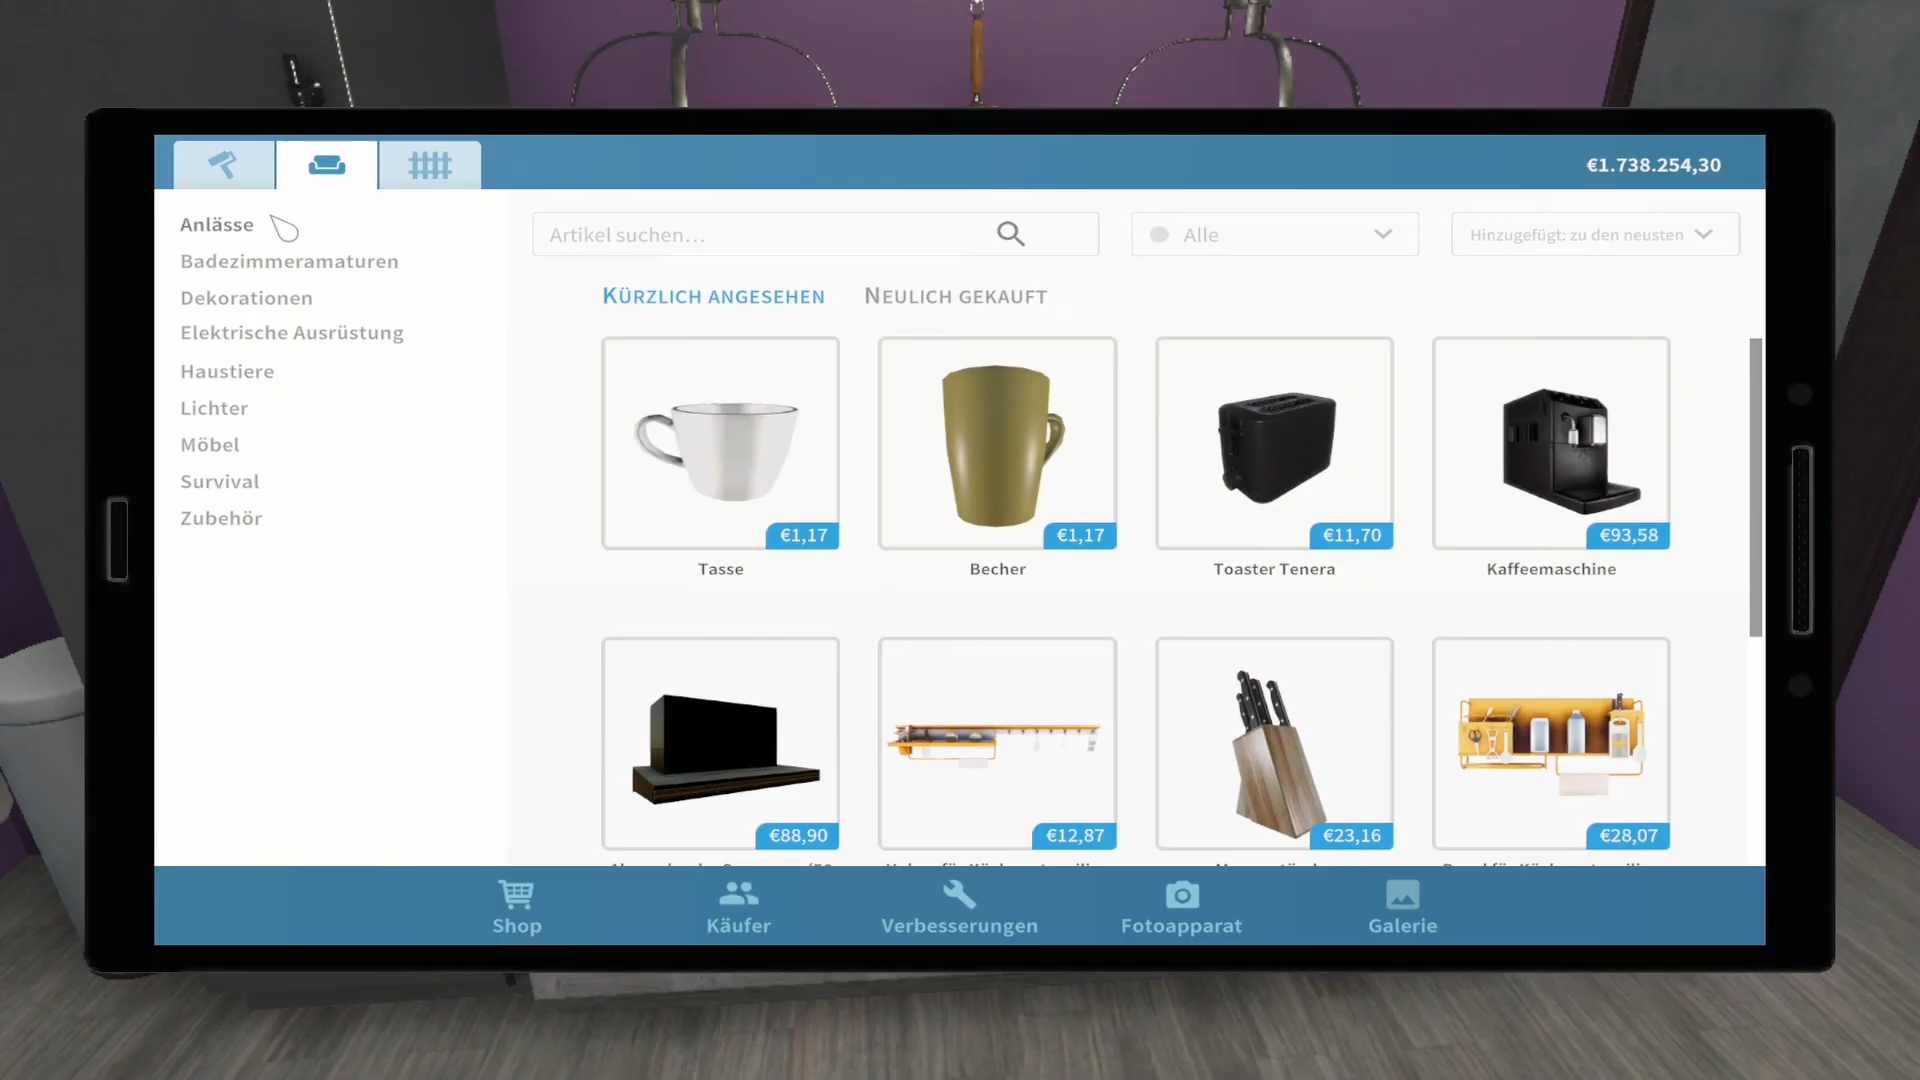 €1.738.254,30
Anlässe
Badezimmeramaturen
Dekorationen
Elektrische Ausrüstung
Haustiere
Lichter
Möbel
Survival
Zubehör
Artikel suchen...
Alle
Hinzugefügt: zu den neusten
KÜRZLICH ANGESEHEN
NEULICH GEKAUFT
€1,17
€1,17
€11,70
€93,58
Tasse
Becher
Toaster Tenera
Kaffeemaschine
€88,90
€12,87
€23,16
€28,07
Shop
Käufer
Verbesserungen
Fotoapparat
Galerie